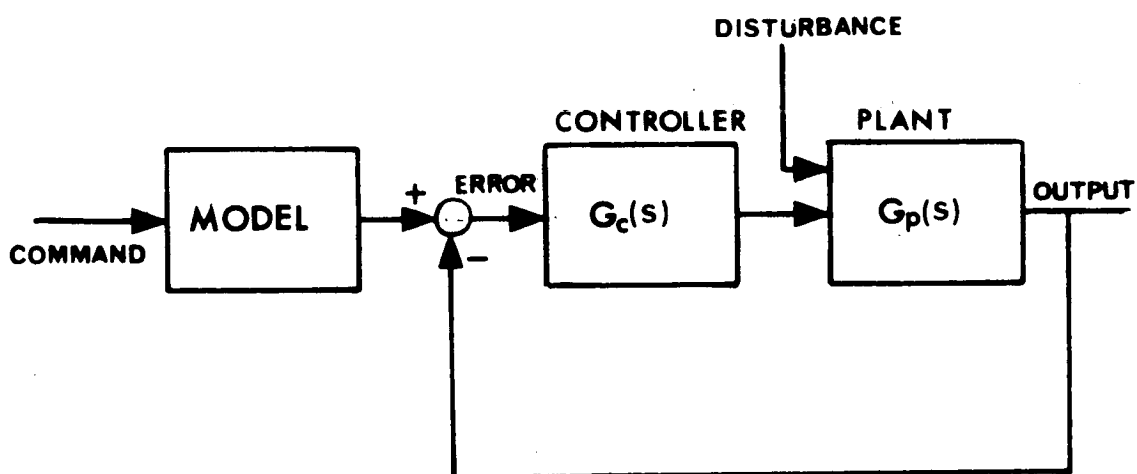 DISTURBANCE
CONTROLLER
PLANT
COMMAND
MODEL
+
−
ERROR
Gc(s)
Gp(s)
OUTPUT